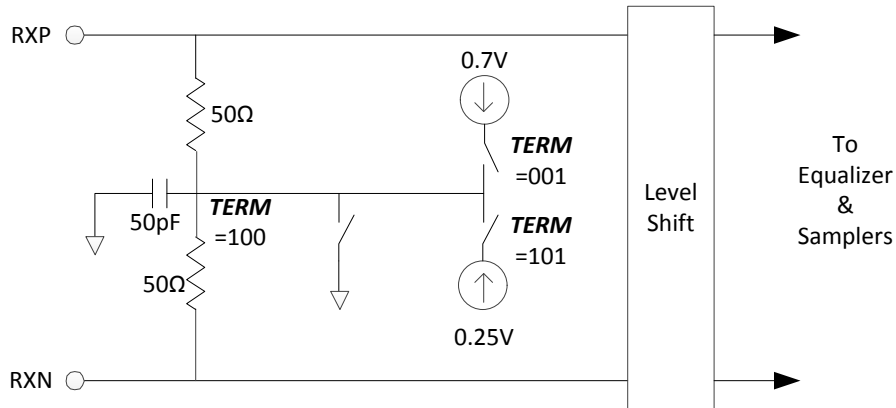 RXP
0.7V
50Ω
TERM
=001
To
Equalizer
&
Samplers
Level
Shift
50pF
TERM
=100
TERM
=101
50Ω
0.25V
RXN